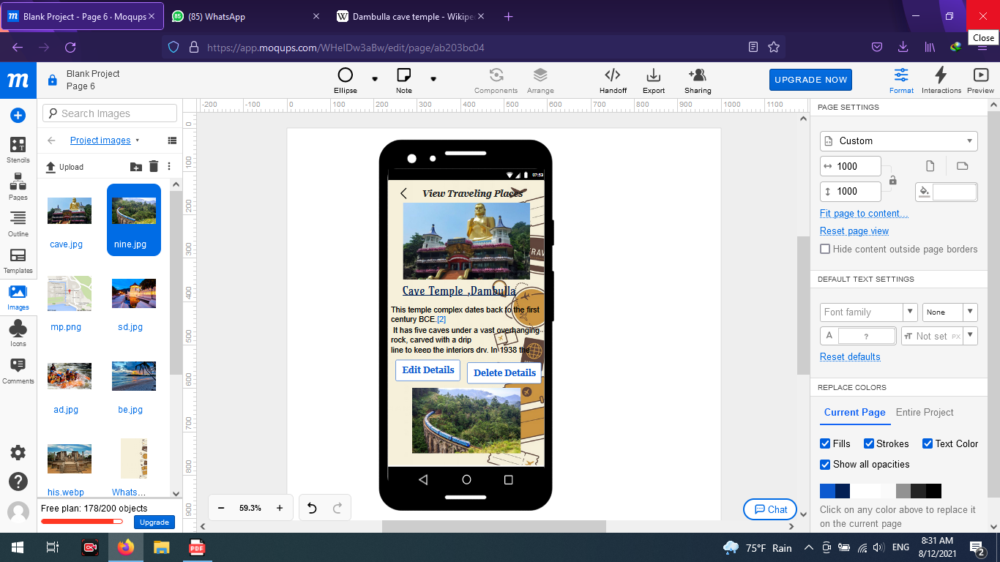 Blank Project - Page 6 · Moqups
(85) WhatsApp
Dambulla cave temple - Wikipe
Close
https://app.moqups.com/WHeIDw3aBw/edit/page/ab203bc04
m
Blank Project
Page 6
Ellipse
Note
Components
Arrange
Handoff
Export
Sharing
UPGRADE NOW
Format
Interactions
Preview
Stencils
Pages
Outline
Templates
Images
Icons
Comments
Search Images
Project images
Upload
cave.jpg
nine.jpg
mp.png
sd.jpg
ad.jpg
be.jpg
his.webp
Whats...
Free plan: 178/200 objects
Upgrade
-200 -100 0 100 200 300 400 500 600 700 800 900 1000 1100
0
100
200
300
400
500
600
700
800
900
07:53
View Traveling Places
Cave Temple ,Dambulla
This temple complex dates back to the first
century BCE.[2]
It has five caves under a vast overhanging
rock, carved with a drip
line to keep the interiors dry. In 1938 the
Edit Details
Delete Details
59.3%
Chat
PAGE SETTINGS
Custom
1000
1000
Fit page to content...
Reset page view
Hide content outside page borders
DEFAULT TEXT SETTINGS
Font family
None
A ?
Not set PX
Reset defaults
REPLACE COLORS
Current Page
Entire Project
Fills
Strokes
Text Color
Show all opacities
Click on any color above to replace it
on the current page
75°F Rain
ENG
8:31 AM
8/12/2021
2